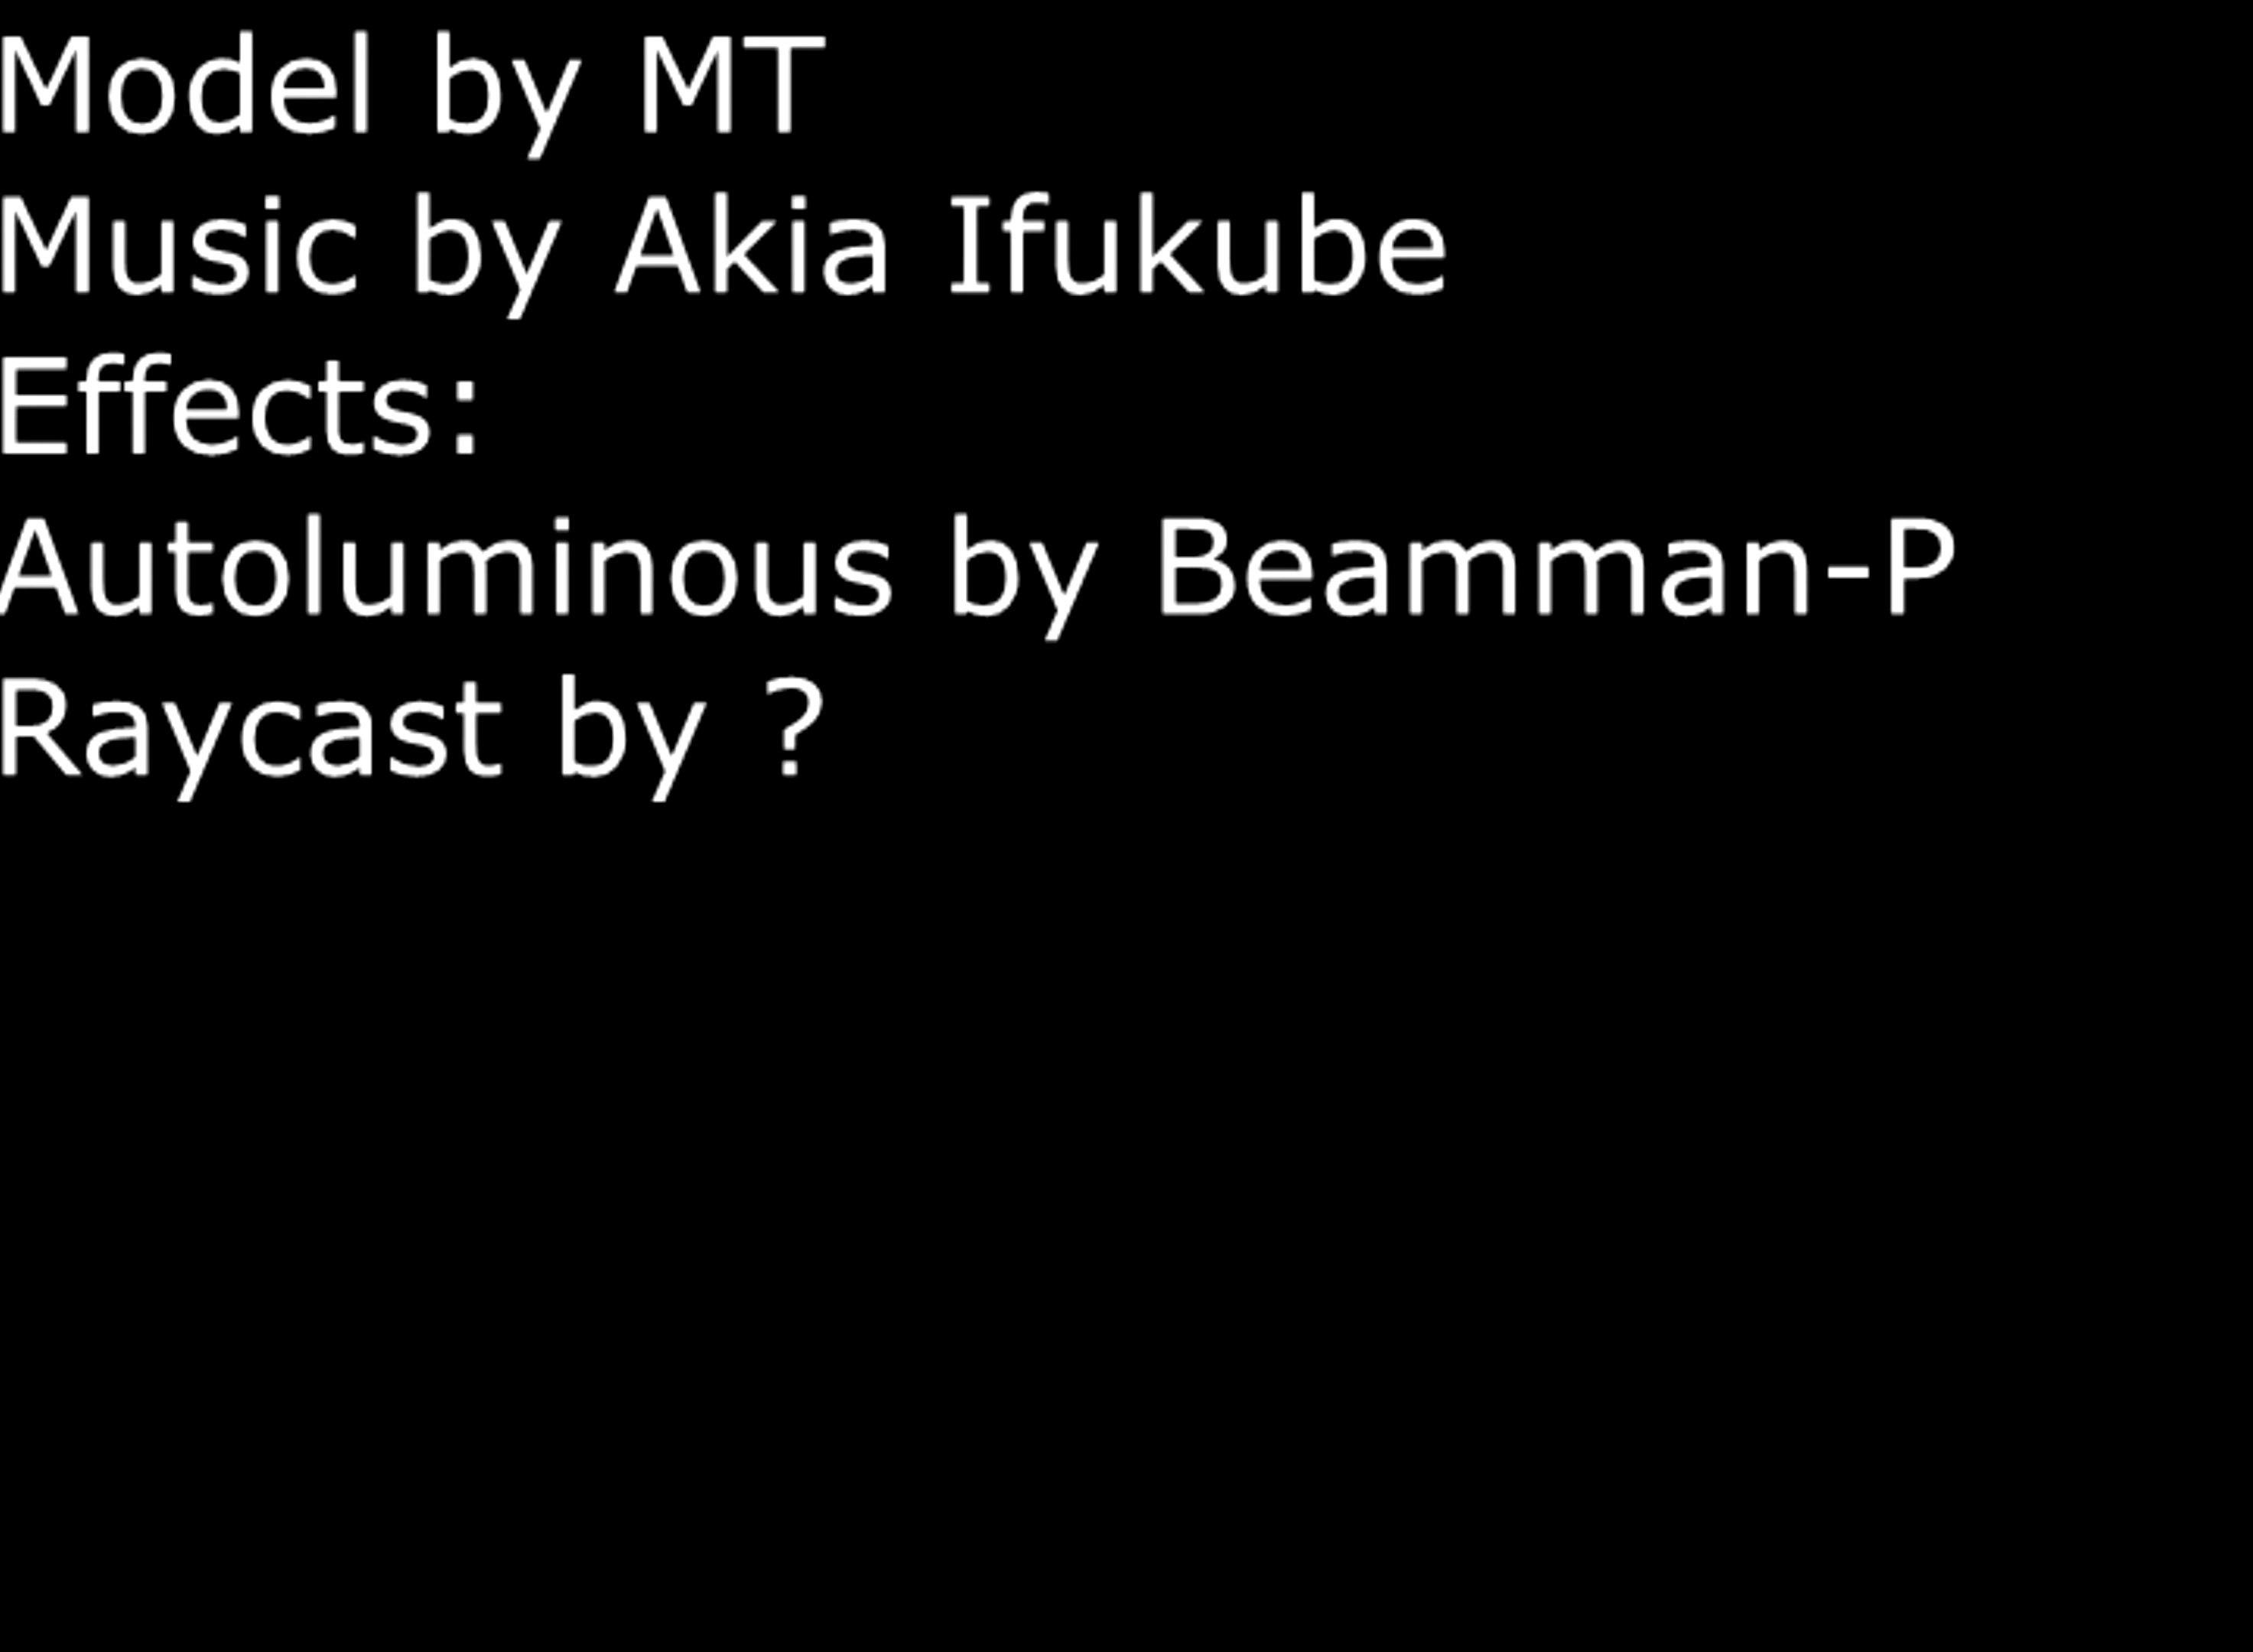 Model by MT
Music by Akia Ifukube
Effects:
Autoluminous by Beamman-P
Raycast by ?